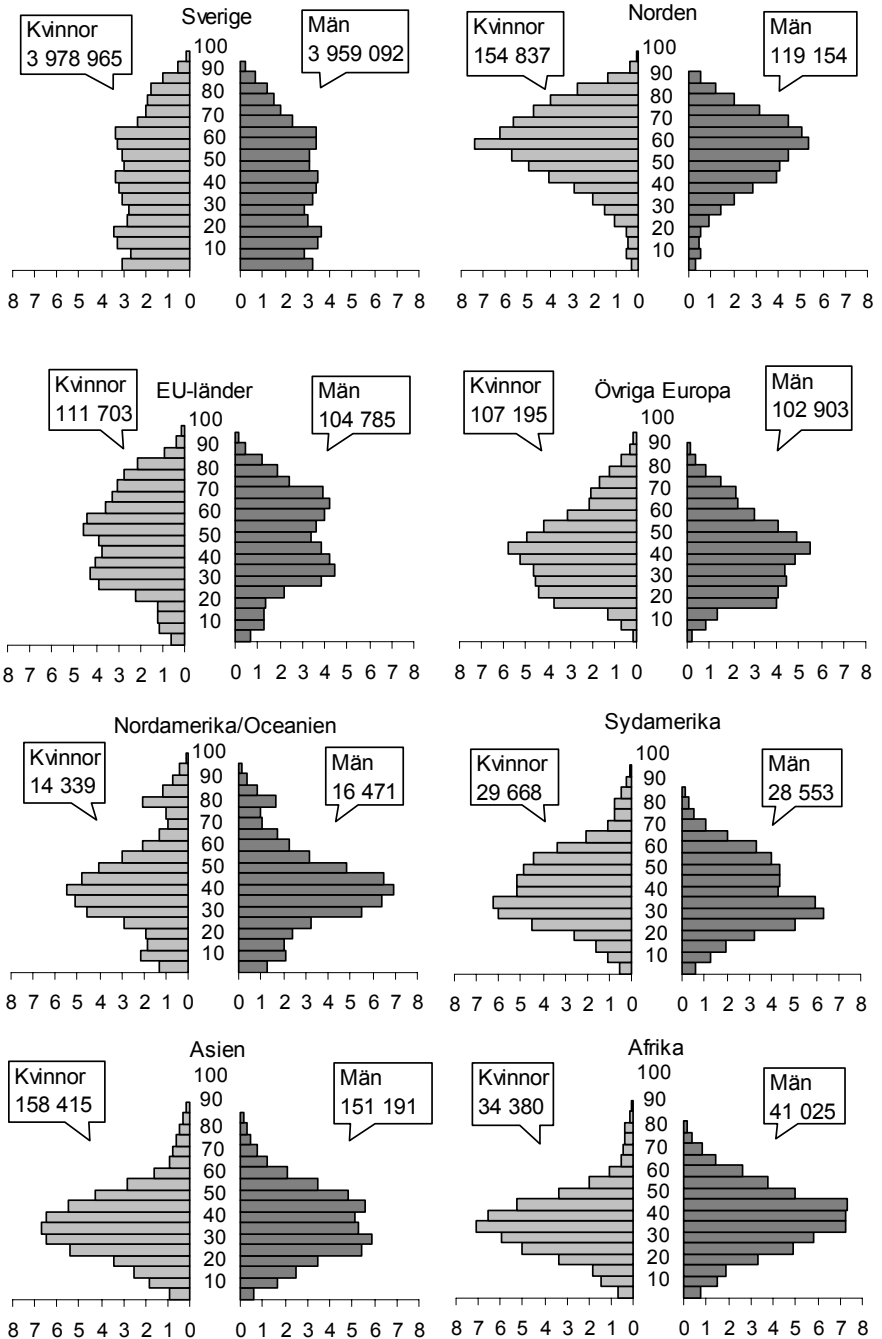 Sverige
Kvinnor
3 978 965
Män
3 959 092
100
90
80
70
60
50
40
30
20
10
8 7 6 5 4 3 2 1 0
0 1 2 3 4 5 6 7 8
Norden
Kvinnor
154 837
Män
119 154
100
90
80
70
60
50
40
30
20
10
8 7 6 5 4 3 2 1 0
0 1 2 3 4 5 6 7 8
EU-länder
Kvinnor
111 703
Män
104 785
100
90
80
70
60
50
40
30
20
10
8 7 6 5 4 3 2 1 0
0 1 2 3 4 5 6 7 8
Övriga Europa
Kvinnor
107 195
Män
102 903
100
90
80
70
60
50
40
30
20
10
8 7 6 5 4 3 2 1 0
0 1 2 3 4 5 6 7 8
Nordamerika/Oceanien
Kvinnor
14 339
Män
16 471
100
90
80
70
60
50
40
30
20
10
8 7 6 5 4 3 2 1 0
0 1 2 3 4 5 6 7 8
Sydamerika
Kvinnor
29 668
Män
28 553
100
90
80
70
60
50
40
30
20
10
8 7 6 5 4 3 2 1 0
0 1 2 3 4 5 6 7 8
Asien
Kvinnor
158 415
Män
151 191
100
90
80
70
60
50
40
30
20
10
8 7 6 5 4 3 2 1 0
0 1 2 3 4 5 6 7 8
Afrika
Kvinnor
34 380
Män
41 025
100
90
80
70
60
50
40
30
20
10
8 7 6 5 4 3 2 1 0
0 1 2 3 4 5 6 7 8